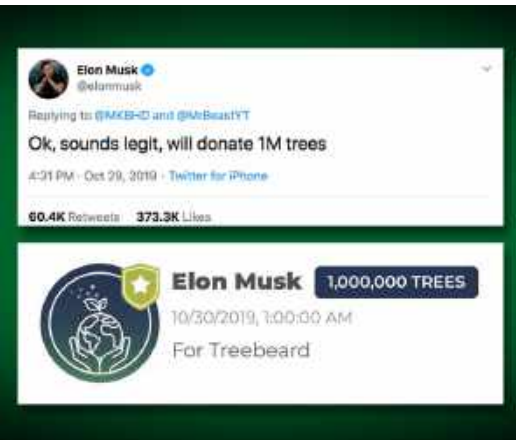 Elon Musk
@elonmusk
Replying to @MKBHD and @MrBeastYT
Ok, sounds legit, will donate 1M trees
4:31 PM · Oct 29, 2019 · Twitter for iPhone
60.4K Retweets 373.3K Likes
Elon Musk 1,000,000 TREES
10/30/2019, 1:00:00 AM
For Treebeard